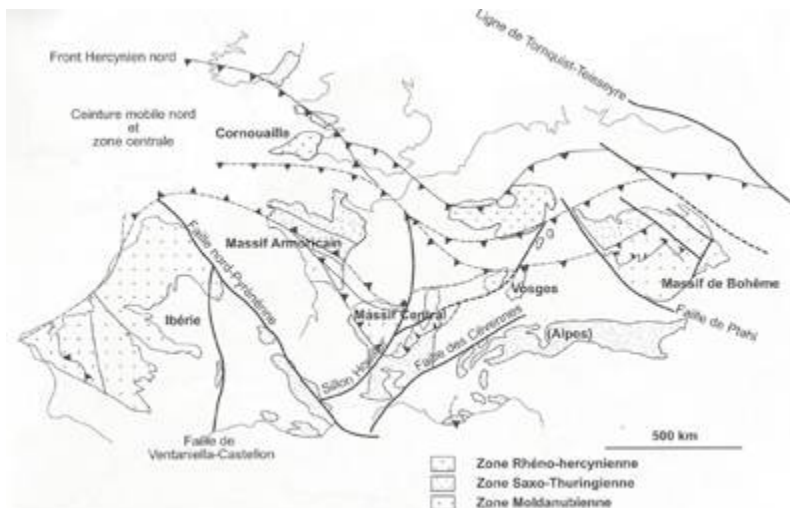 Ligne de Tornquist-Teisseyre
Front Hercynien nord
Ceinture mobile nord
et
zone centrale
Cornouaille
Faille nord-Pyrénénne
Massif Armoricain
Vosges
Massif de Bohême
Ibérie
Massif Central
Faille de Pfahl
(Alpes)
Sillon Houiller
Faille des Cévennes
Faille de
Ventaniella-Castellon
500 km
Zone Rhéno-hercynienne
Zone Saxo-Thuringienne
Zone Moldanubienne